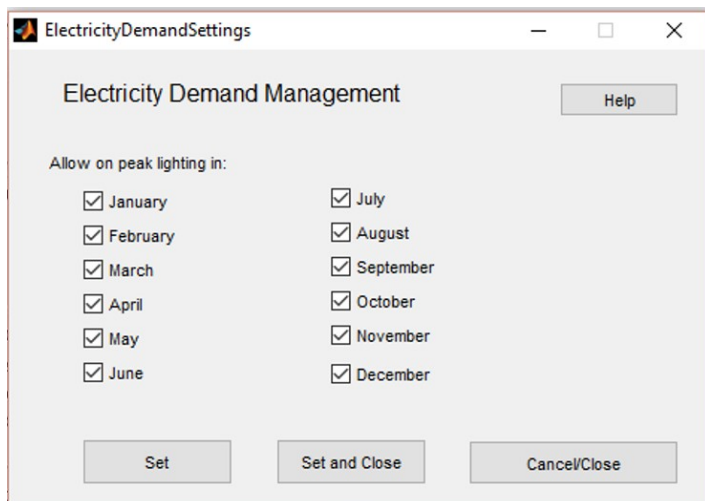 ElectricityDemandSettings
Electricity Demand Management
Help
Allow on peak lighting in:
January
February
March
April
May
June
July
August
September
October
November
December
Set
Set and Close
Cancel/Close